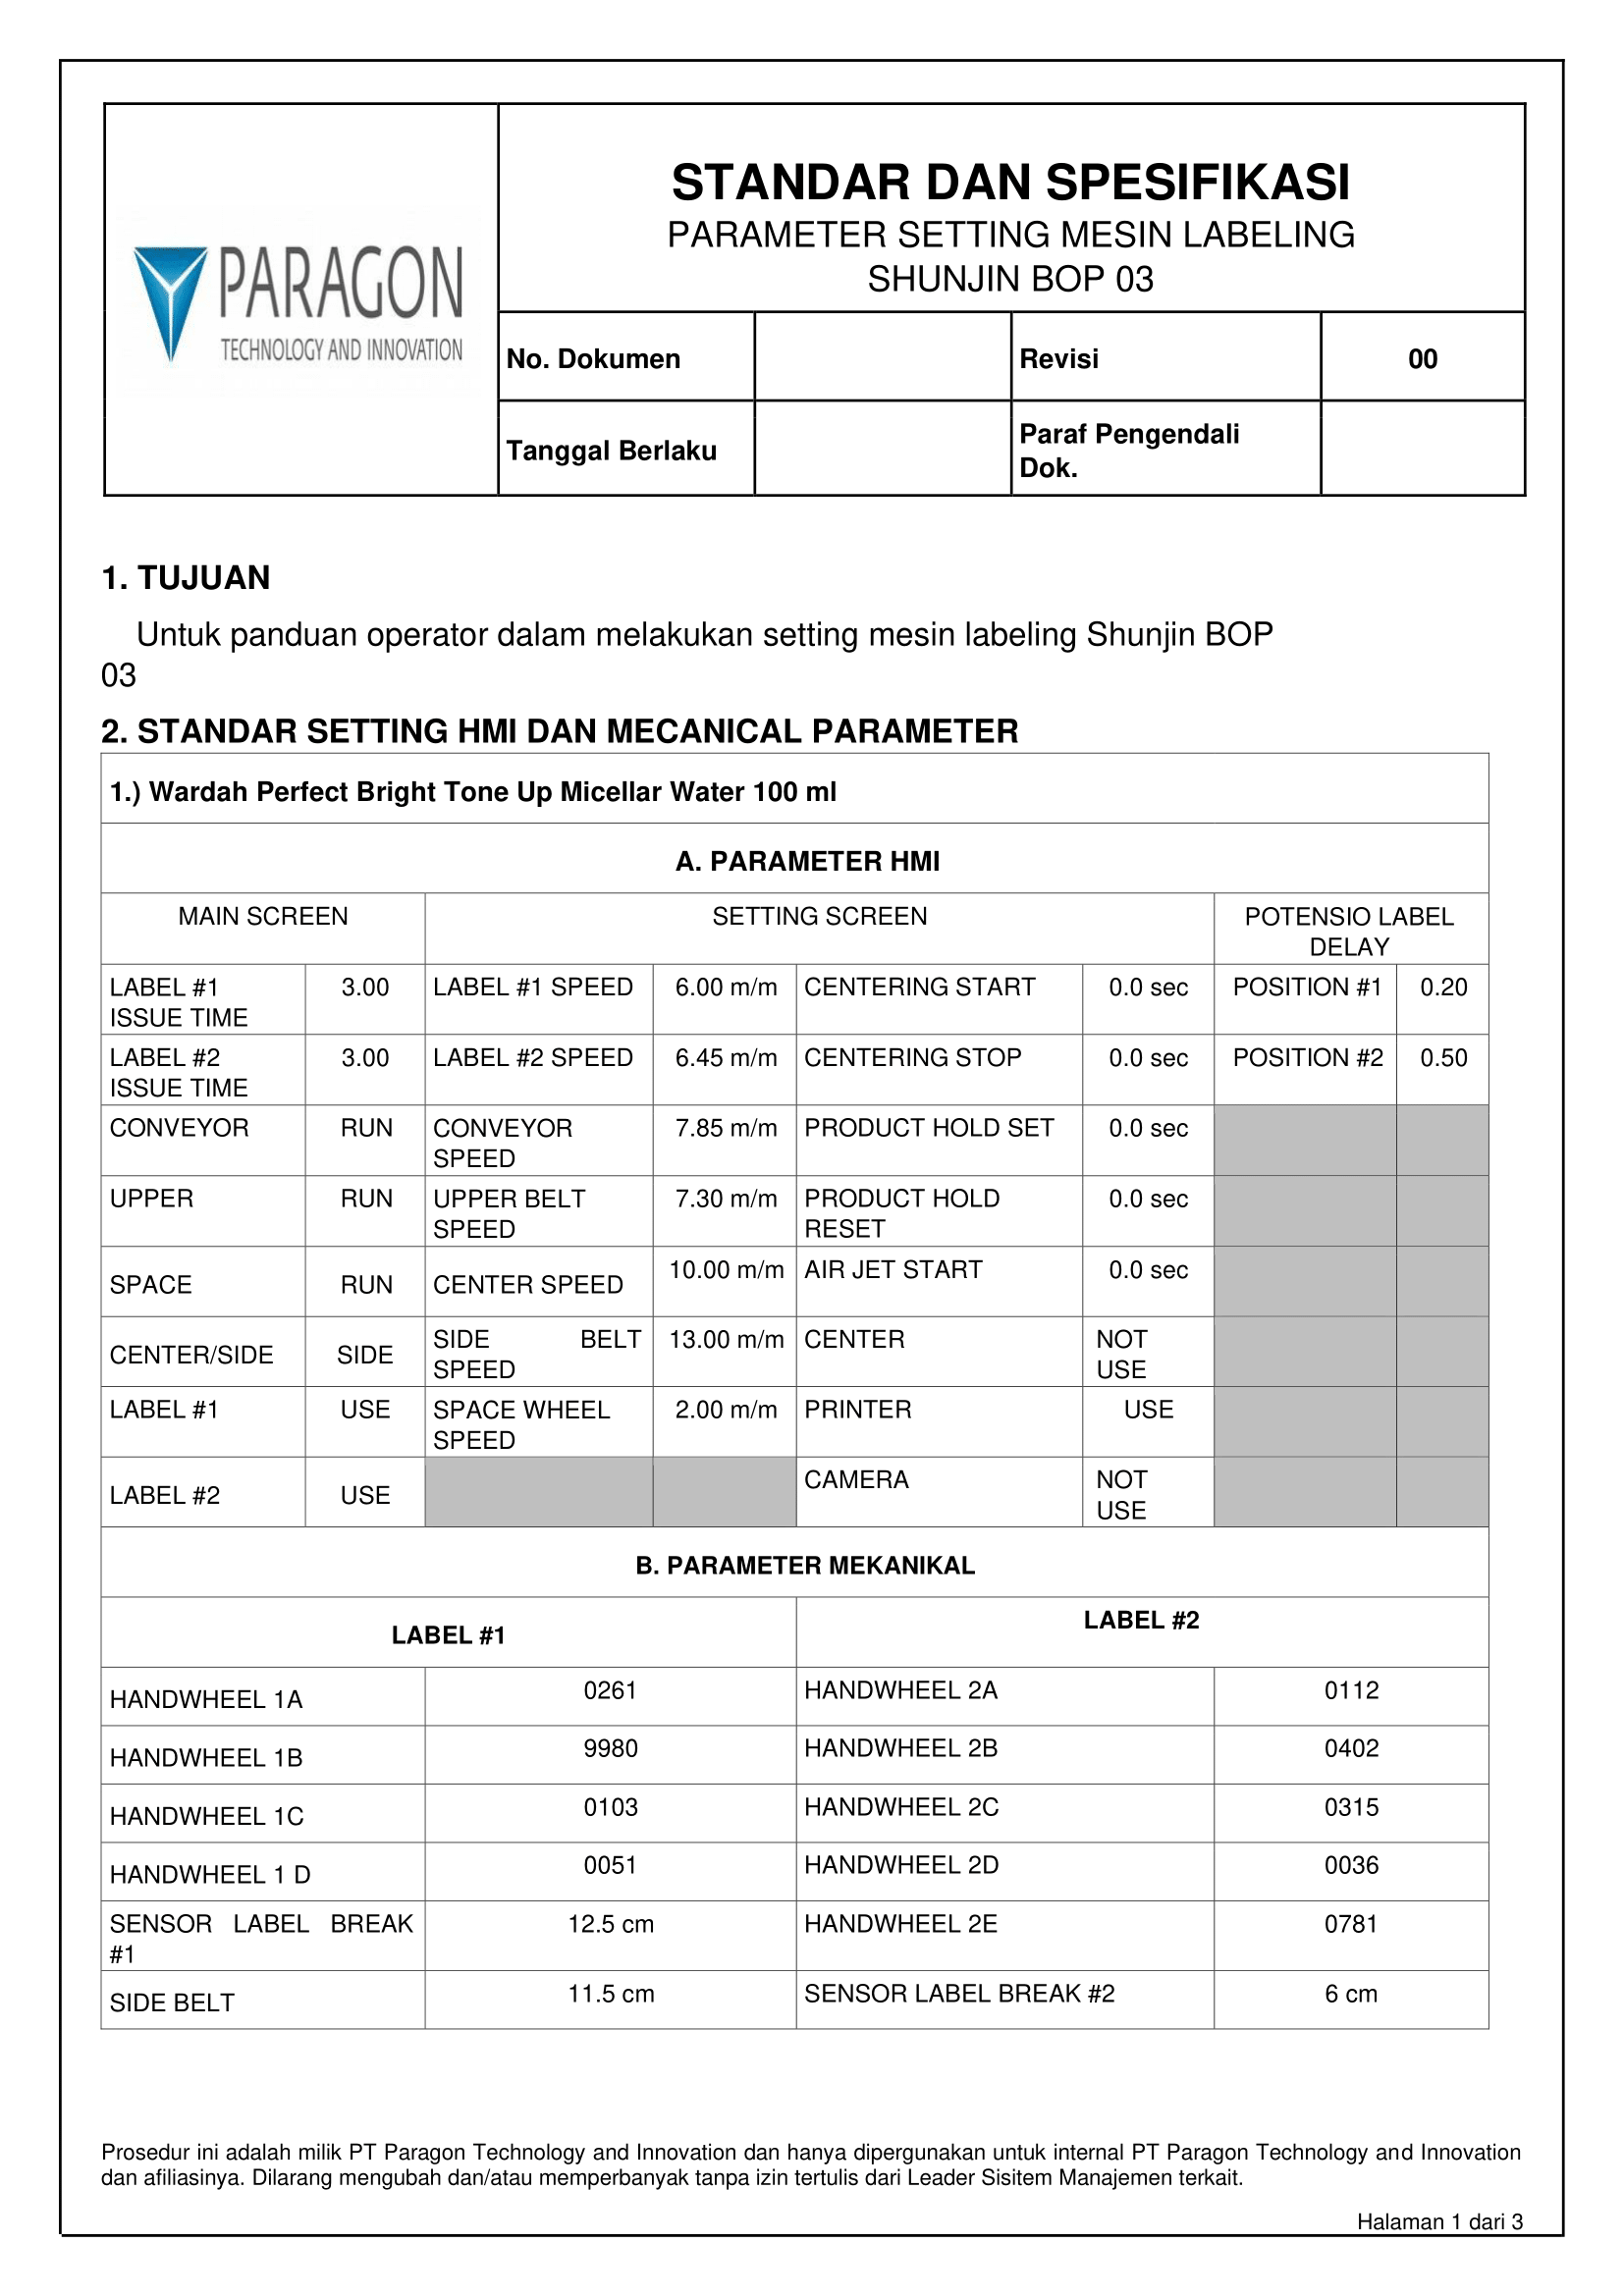 PARAGON
TECHNOLOGY AND INNOVATION
STANDAR DAN SPESIFIKASI
PARAMETER SETTING MESIN LABELING
SHUNJIN BOP 03
No. Dokumen
Revisi
00
Tanggal Berlaku
Paraf Pengendali
Dok.
1. TUJUAN
Untuk panduan operator dalam melakukan setting mesin labeling Shunjin BOP
03
2. STANDAR SETTING HMI DAN MECANICAL PARAMETER
1.) Wardah Perfect Bright Tone Up Micellar Water 100 ml
A. PARAMETER HMI
MAIN SCREEN
SETTING SCREEN
POTENSIO LABEL
DELAY
LABEL #1
ISSUE TIME
3.00
LABEL #1 SPEED
6.00 m/m
CENTERING START
0.0 sec
POSITION #1
0.20
LABEL #2
ISSUE TIME
3.00
LABEL #2 SPEED
6.45 m/m
CENTERING STOP
0.0 sec
POSITION #2
0.50
CONVEYOR
RUN
CONVEYOR
SPEED
7.85 m/m
PRODUCT HOLD SET
0.0 sec
UPPER
RUN
UPPER BELT
SPEED
7.30 m/m
PRODUCT HOLD
RESET
0.0 sec
SPACE
RUN
CENTER SPEED
10.00 m/m
AIR JET START
0.0 sec
CENTER/SIDE
SIDE
SIDE BELT
SPEED
13.00 m/m
CENTER
NOT
USE
LABEL #1
USE
SPACE WHEEL
SPEED
2.00 m/m
PRINTER
USE
LABEL #2
USE
CAMERA
NOT
USE
B. PARAMETER MEKANIKAL
LABEL #1
LABEL #2
HANDWHEEL 1A
0261
HANDWHEEL 2A
0112
HANDWHEEL 1B
9980
HANDWHEEL 2B
0402
HANDWHEEL 1C
0103
HANDWHEEL 2C
0315
HANDWHEEL 1 D
0051
HANDWHEEL 2D
0036
SENSOR LABEL BREAK
#1
12.5 cm
HANDWHEEL 2E
0781
SIDE BELT
11.5 cm
SENSOR LABEL BREAK #2
6 cm
Prosedur ini adalah milik PT Paragon Technology and Innovation dan hanya dipergunakan untuk internal PT Paragon Technology and Innovation
dan afiliasinya. Dilarang mengubah dan/atau memperbanyak tanpa izin tertulis dari Leader Sisitem Manajemen terkait.
Halaman 1 dari 3